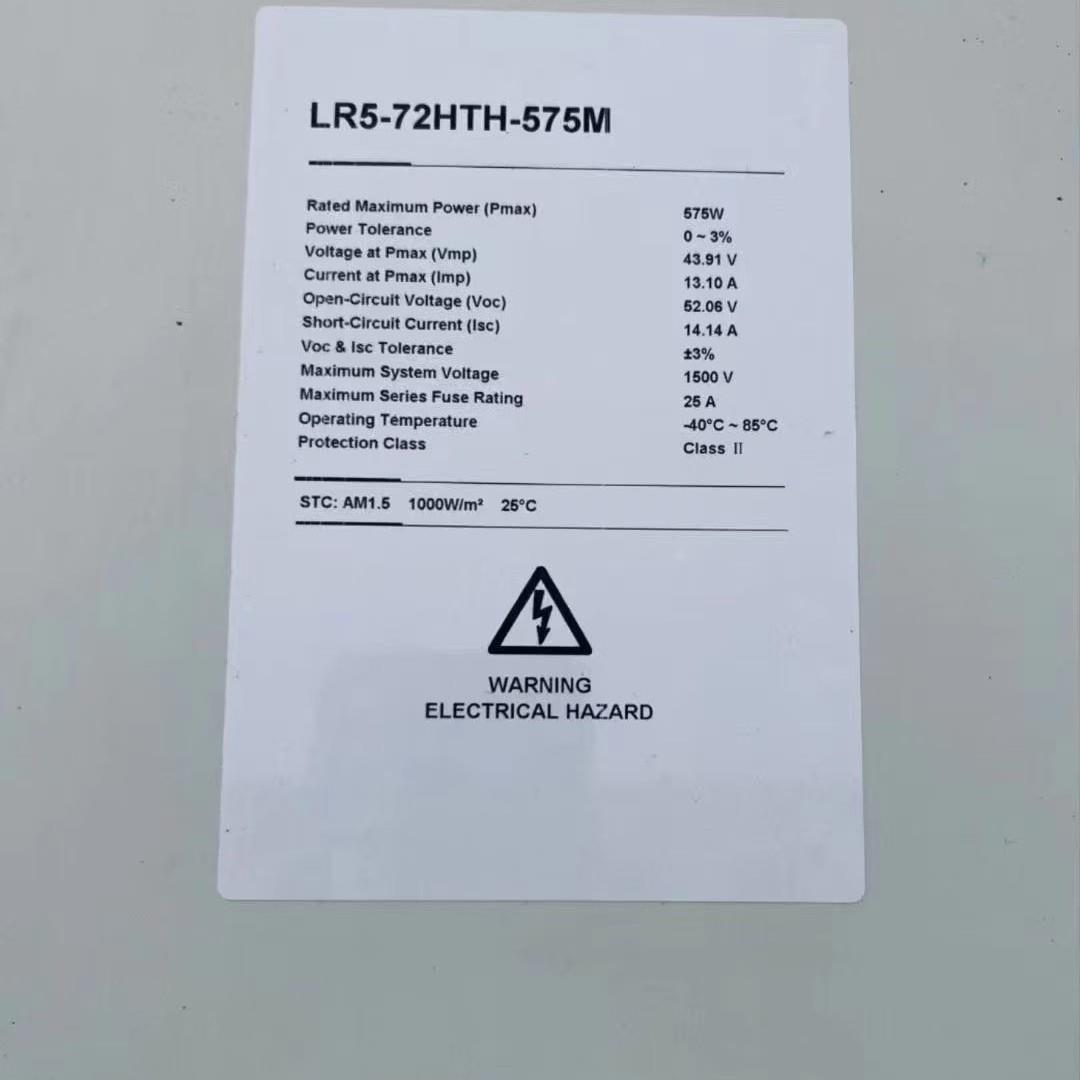 LR5-72HTH-575M
Rated Maximum Power (Pmax) 575W
Power Tolerance 0 ~ 3%
Voltage at Pmax (Vmp) 43.91 V
Current at Pmax (Imp) 13.10 A
Open-Circuit Voltage (Voc) 52.06 V
Short-Circuit Current (Isc) 14.14 A
Voc & Isc Tolerance ±3%
Maximum System Voltage 1500 V
Maximum Series Fuse Rating 25 A
Operating Temperature -40°C ~ 85°C
Protection Class Class II
STC: AM1.5 1000W/m² 25°C
WARNING
ELECTRICAL HAZARD